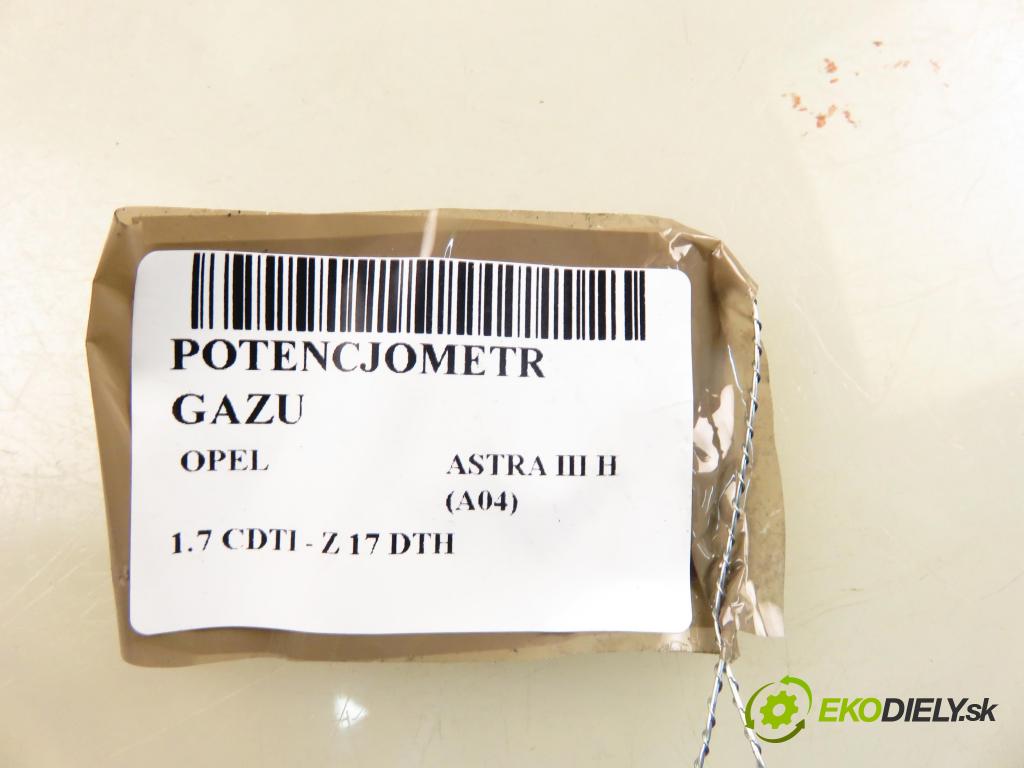 POTENCJOMETR
GAZU
OPEL ASTRA III H
(A04)
1.7 CDTI - Z 17 DTH
EKODIELY.sk